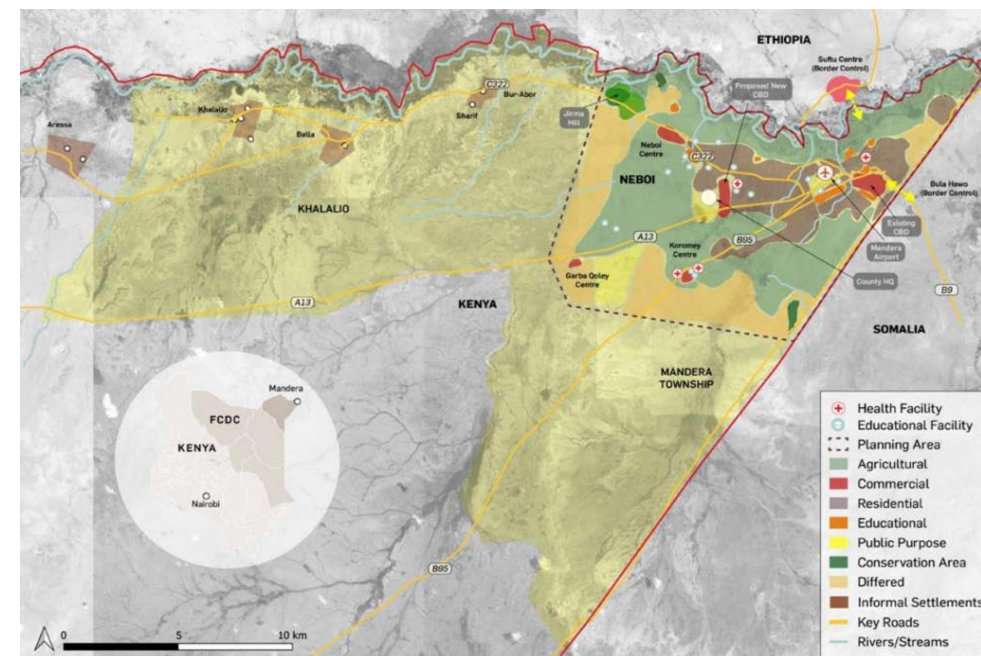 ETHIOPIA
Suftu Centre
(Border Control)
C322
Bur-Abor
Sharif
Khalalio
Aressa
Bella
Jirma
Hill
Proposed New
CBD
Neboi
Centre
C322
NEBOI
KHALALIO
Bula Hawo
(Border Control)
Existing
CBD
Mandera
Airport
County HQ
A13
B95
Koromey
Centre
Garba Qoley
Centre
A13
KENYA
B9
SOMALIA
MANDERA
TOWNSHIP
Mandera
FCDC
KENYA
Nairobi
B95
0 5 10 km
Health Facility
Educational Facility
Planning Area
Agricultural
Commercial
Residential
Educational
Public Purpose
Conservation Area
Differed
Informal Settlements
Key Roads
Rivers/Streams